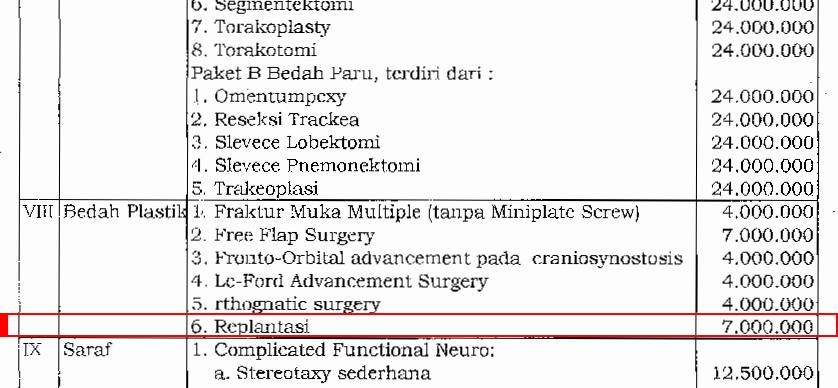 6. Segmentektomi 24.000.000
7. Torakoplasty 24.000.000
8. Torakotomi 24.000.000
Paket B Bedah Paru, terdiri dari :
1. Omentumpexy 24.000.000
2. Reseksi Trackea 24.000.000
3. Slevece Lobektomi 24.000.000
4. Slevece Pnemonektomi 24.000.000
5. Trakeoplasi 24.000.000
VIII Bedah Plastik 1. Fraktur Muka Multiple (tanpa Miniplate Screw) 4.000.000
2. Free Flap Surgery 7.000.000
3. Fronto-Orbital advancement pada craniosynostosis 4.000.000
4. Le-Ford Advancement Surgery 4.000.000
5. rthognatic surgery 4.000.000
6. Replantasi 7.000.000
IX Saraf 1. Complicated Functional Neuro:
a. Stereotaxy sederhana 12.500.000